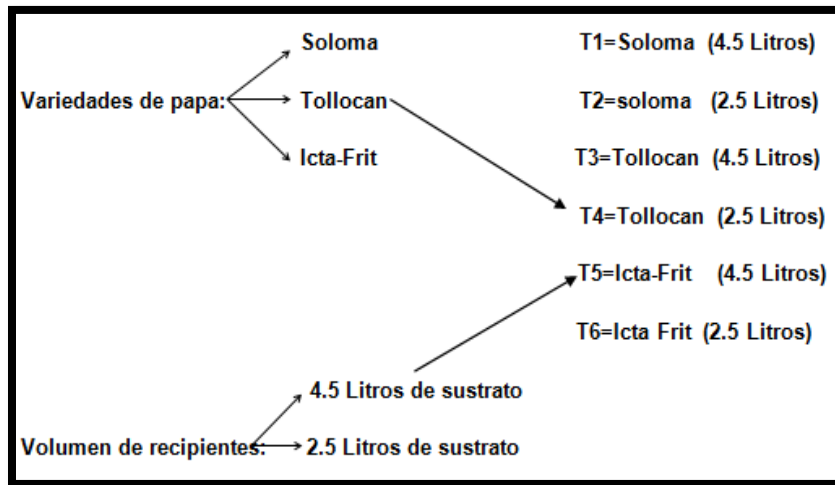 Soloma
Variedades de papa:
Tollocan
Icta-Frit
T1=Soloma (4.5 Litros)
T2=soloma (2.5 Litros)
T3=Tollocan (4.5 Litros)
T4=Tollocan (2.5 Litros)
T5=Icta-Frit (4.5 Litros)
T6=Icta Frit (2.5 Litros)
4.5 Litros de sustrato
Volumen de recipientes:
2.5 Litros de sustrato